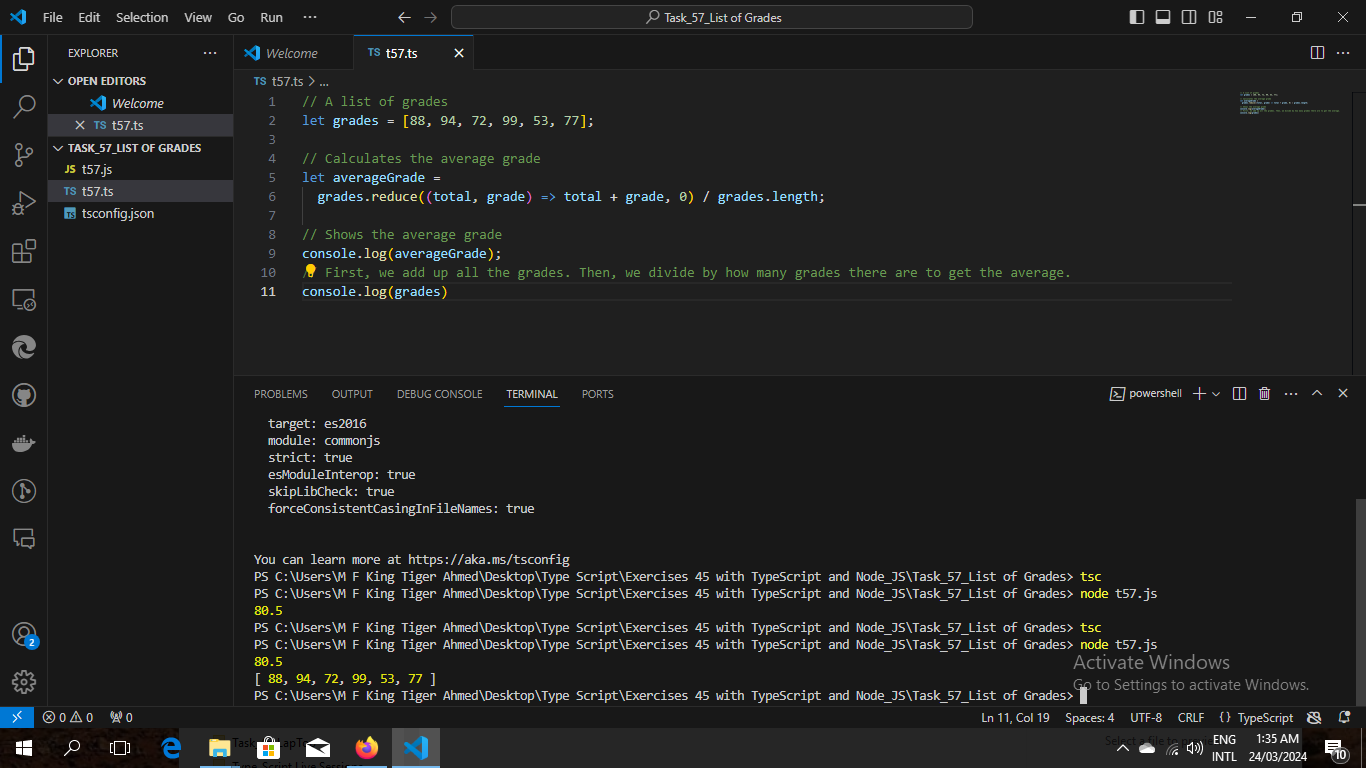 File Edit Selection View Go Run ··· Task_57_List of Grades
EXPLORER ···
OPEN EDITORS
Welcome
TS t57.ts
TASK_57_LIST OF GRADES
JS t57.js
TS t57.ts
TS tsconfig.json
Welcome TS t57.ts
TS t57.ts > ...
1 // A list of grades
2 let grades = [88, 94, 72, 99, 53, 77];
3
4 // Calculates the average grade
5 let averageGrade =
6 grades.reduce((total, grade) => total + grade, 0) / grades.length;
7
8 // Shows the average grade
9 console.log(averageGrade);
10 / First, we add up all the grades. Then, we divide by how many grades there are to get the average.
11 console.log(grades)
PROBLEMS OUTPUT DEBUG CONSOLE TERMINAL PORTS powershell
target: es2016
module: commonjs
strict: true
esModuleInterop: true
skipLibCheck: true
forceConsistentCasingInFileNames: true
You can learn more at https://aka.ms/tsconfig
PS C:\Users\M F King Tiger Ahmed\Desktop\Type Script\Exercises 45 with TypeScript and Node_JS\Task_57_List of Grades> tsc
PS C:\Users\M F King Tiger Ahmed\Desktop\Type Script\Exercises 45 with TypeScript and Node_JS\Task_57_List of Grades> node t57.js
80.5
PS C:\Users\M F King Tiger Ahmed\Desktop\Type Script\Exercises 45 with TypeScript and Node_JS\Task_57_List of Grades> tsc
PS C:\Users\M F King Tiger Ahmed\Desktop\Type Script\Exercises 45 with TypeScript and Node_JS\Task_57_List of Grades> node t57.js
80.5
[ 88, 94, 72, 99, 53, 77 ]
PS C:\Users\M F King Tiger Ahmed\Desktop\Type Script\Exercises 45 with TypeScript and Node_JS\Task_57_List of Grades>
Activate Windows
Go to Settings to activate Windows.
2
0 0 0 Ln 11, Col 19 Spaces: 4 UTF-8 CRLF {} TypeScript
ENG
INTL
1:35 AM
24/03/2024
10